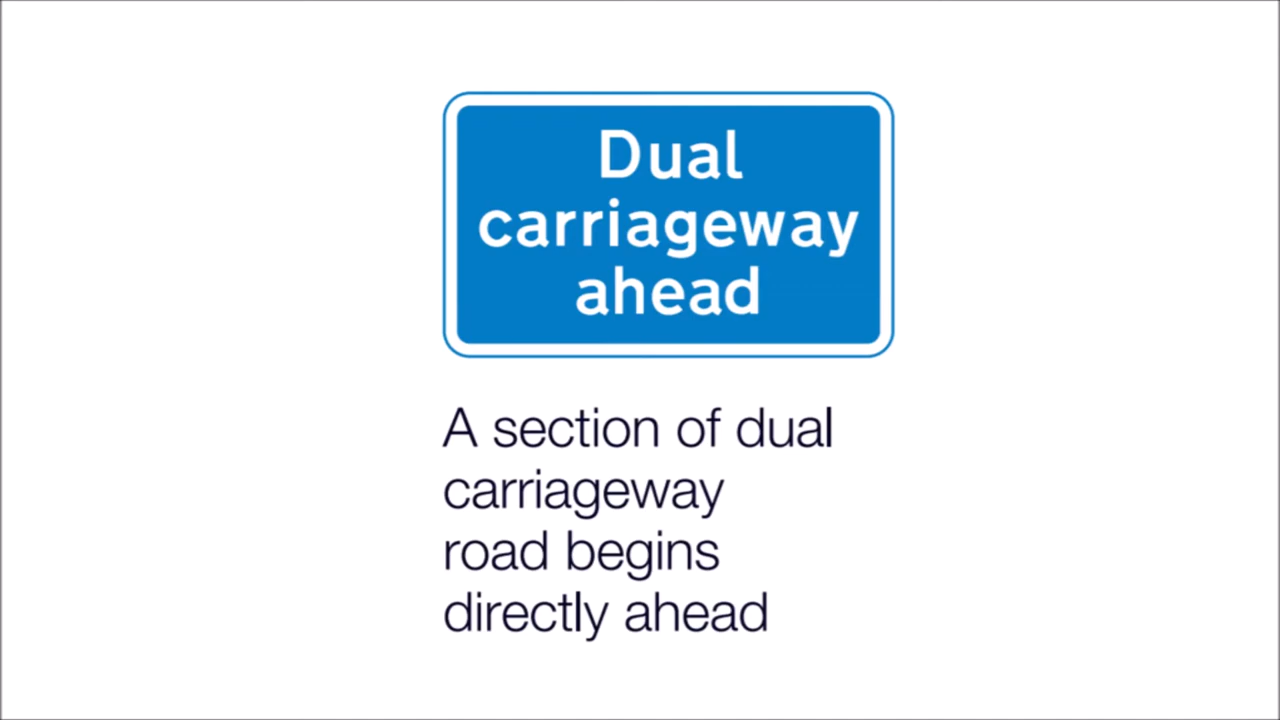 Dual
carriageway
ahead
A section of dual
carriageway
road begins
directly ahead